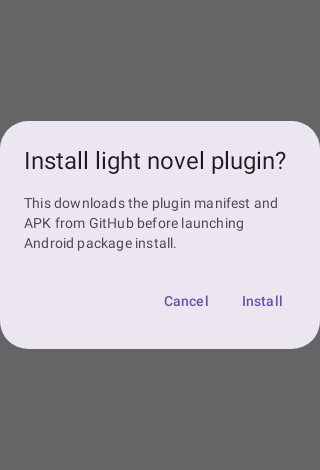 Install light novel plugin?
This downloads the plugin manifest and
APK from GitHub before launching
Android package install.
Cancel
Install